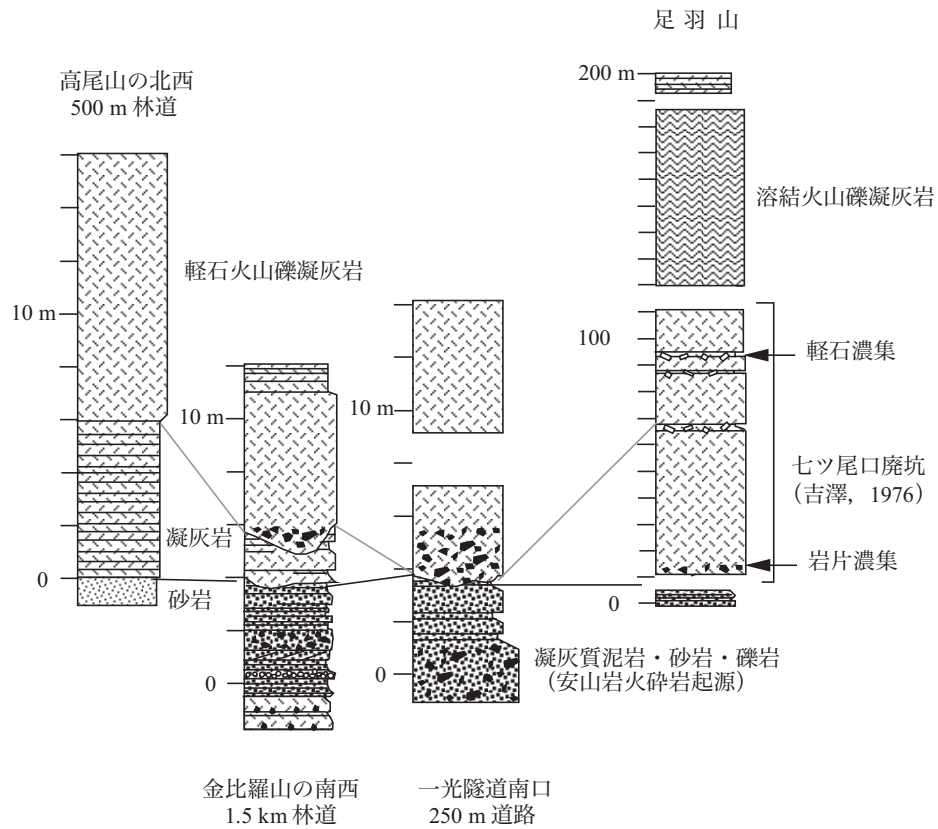 足羽山
200 m
高尾山の北西
500 m 林道
溶結火山礫凝灰岩
軽石火山礫凝灰岩
10 m
100
軽石濃集
10 m
10 m
七ツ尾口廃坑
（吉澤，1976）
凝灰岩
岩片濃集
0
砂岩
0
凝灰質泥岩・砂岩・礫岩
（安山岩火砕岩起源）
0
0
金比羅山の南西
1.5 km 林道
一光隧道南口
250 m 道路